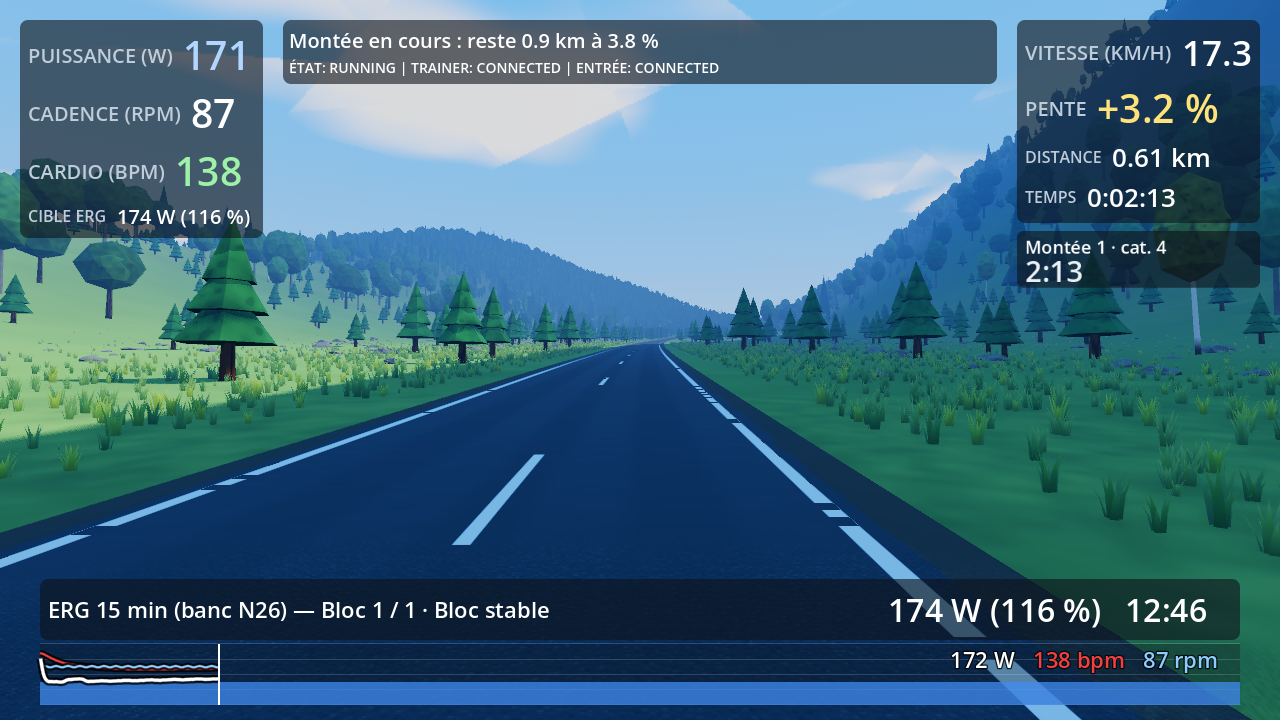 PUISSANCE (W) 171
CADENCE (RPM) 87
CARDIO (BPM) 138
CIBLE ERG 174 W (116 %)
Montée en cours : reste 0.9 km à 3.8 %
ÉTAT: RUNNING | TRAINER: CONNECTED | ENTRÉE: CONNECTED
VITESSE (KM/H) 17.3
PENTE +3.2 %
DISTANCE 0.61 km
TEMPS 0:02:13
Montée 1 · cat. 4
2:13
ERG 15 min (banc N26) — Bloc 1 / 1 · Bloc stable 174 W (116 %) 12:46
172 W 138 bpm 87 rpm